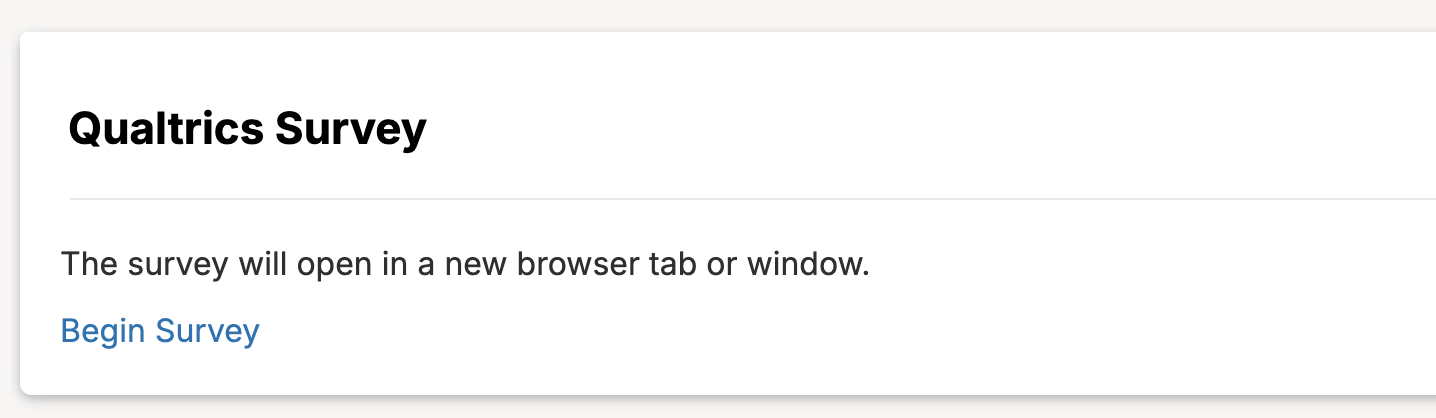 Qualtrics Survey
The survey will open in a new browser tab or window.
Begin Survey